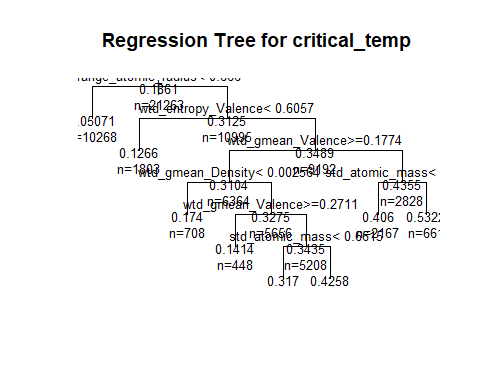 Regression Tree for critical_temp
range_atomic_radius< 0.666
0.1861
n=21263
wtd_entropy_Valence< 0.6057
.05071
=10268
0.3125
n=10995
wtd_gmean_Valence>=0.1774
0.1266
n=1803
0.3489
n=9192
wtd_gmean_Density< 0.002564
std_atomic_mass<
0.3104
n=6364
0.4355
n=2828
wtd_gmean_Valence>=0.2711
0.174
n=708
0.3275
n=5656
0.406
n=2167
0.5322
n=661
std_atomic_mass< 0.6615
0.1414
n=448
0.3435
n=5208
0.317
0.4258